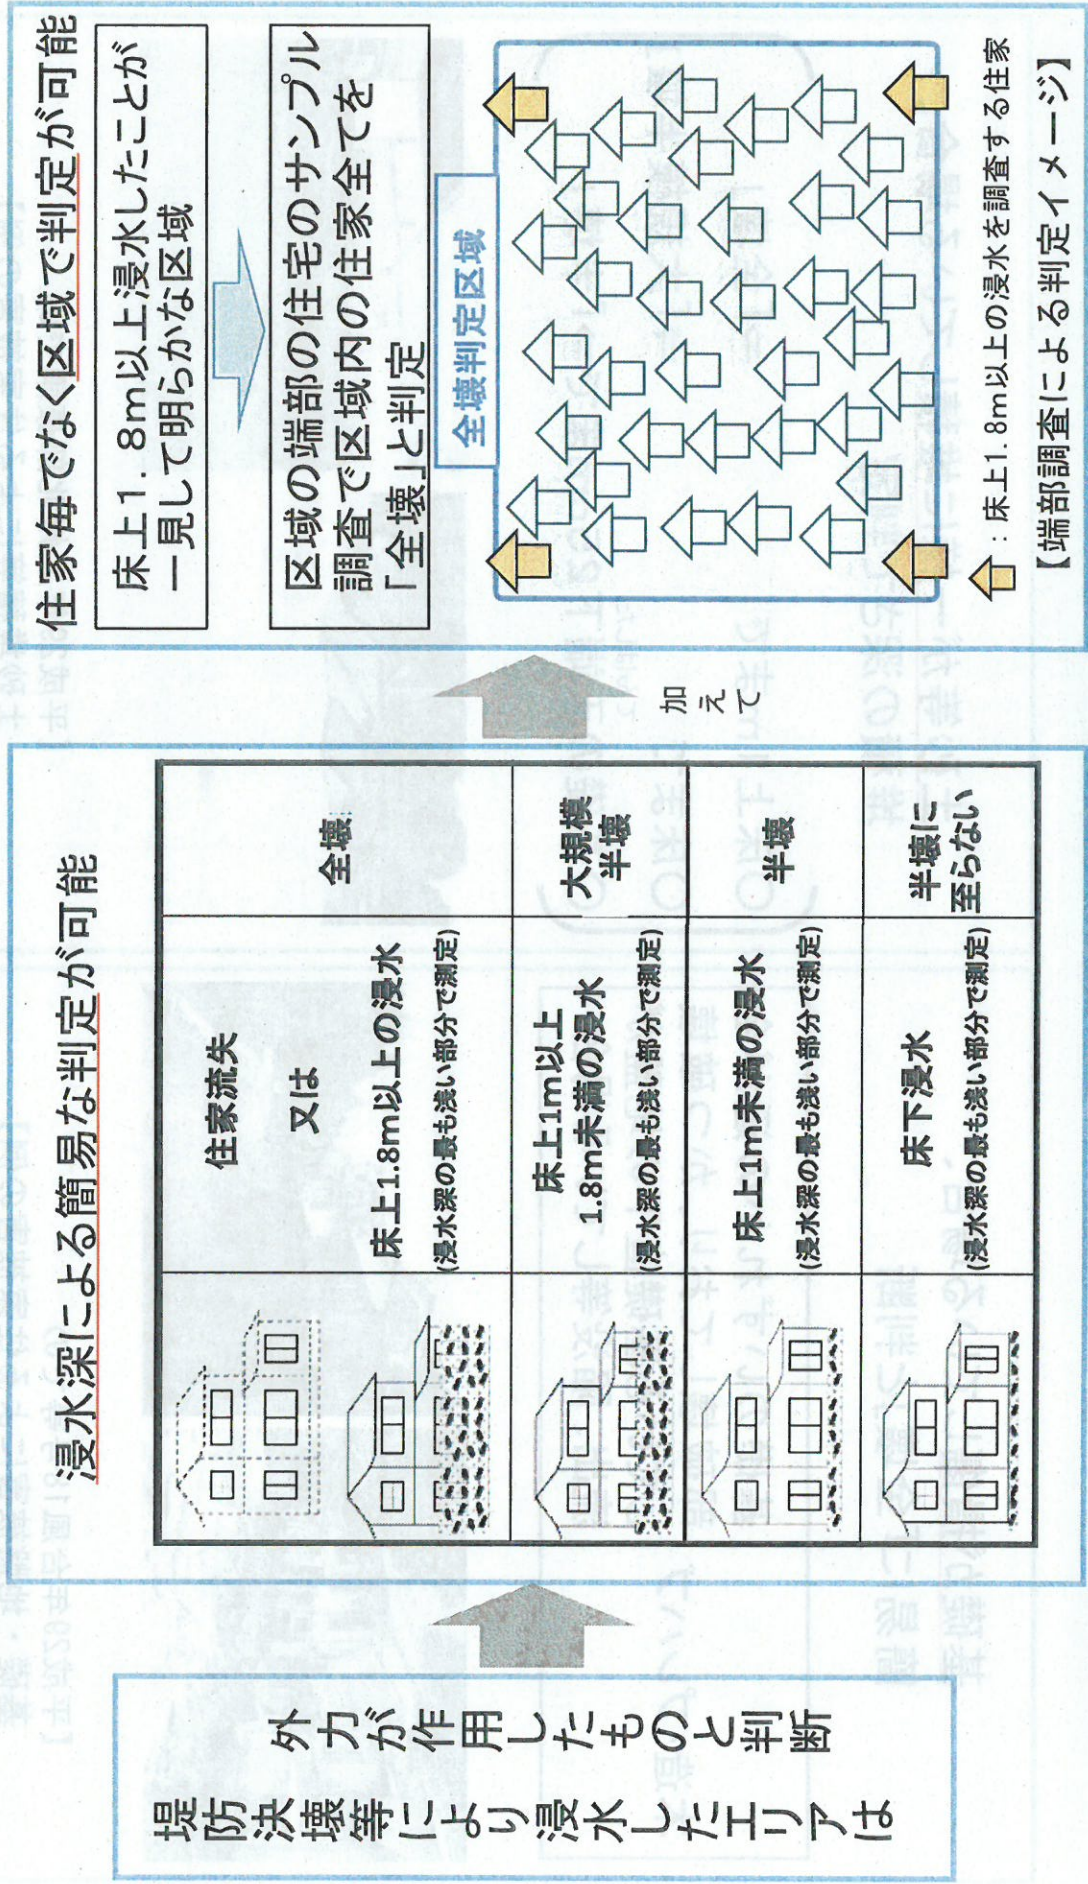 堤防決壊等により浸水したエリアは
外力が作用したものと判断
浸水深による簡易な判定が可能
住家流失
又は
床上1.8m以上の浸水
(浸水深の最も浅い部分で測定)
全壊
床上1m以上
1.8m未満の浸水
(浸水深の最も浅い部分で測定)
大規模
半壊
床上1m未満の浸水
(浸水深の最も浅い部分で測定)
半壊
床下浸水
(浸水深の最も浅い部分で測定)
半壊に
至らない
加えて
住家毎でなく区域で判定が可能
床上1.8m以上浸水したことが
一見して明らかな区域
区域の端部の住宅のサンプル
調査で区域内の住家全てを
「全壊」と判定
全壊判定区域
：床上1.8m以上の浸水を調査する住家
【端部調査による判定イメージ】